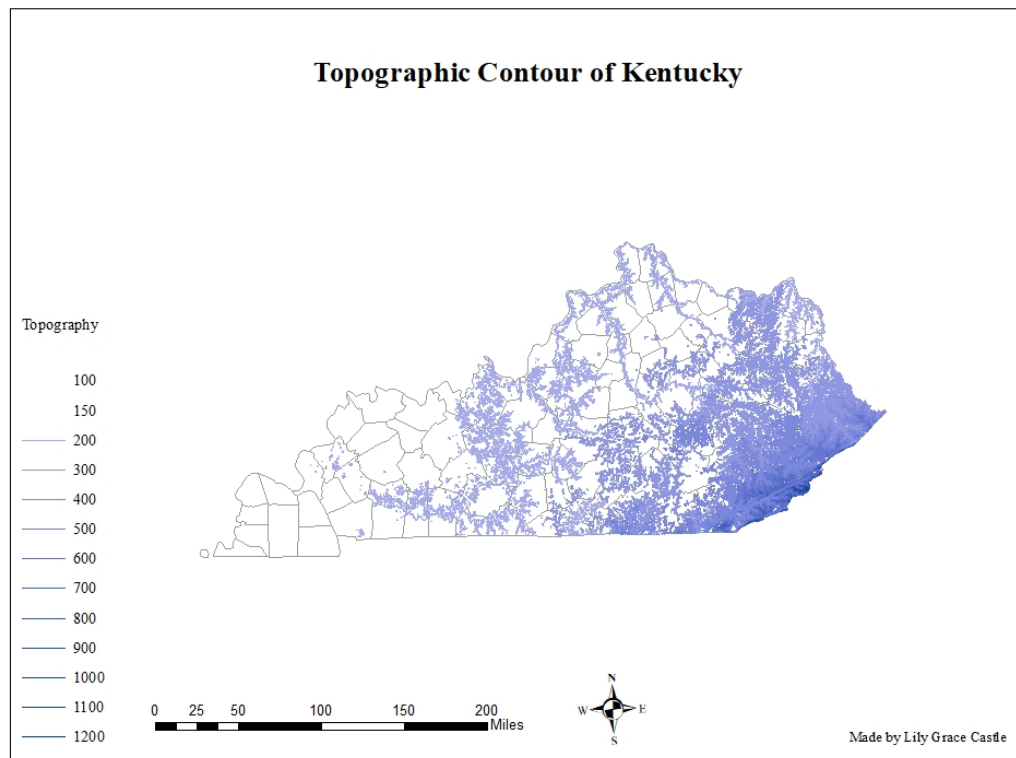 Topographic Contour of Kentucky
Topography
100
150
200
300
400
500
600
700
800
900
1000
1100
1200
0 25 50 100 150 200
Miles
N
W E
S
Made by Lily Grace Castle